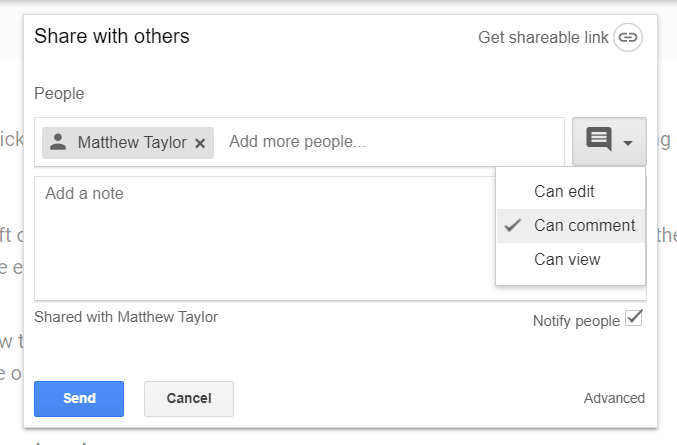 Share with others
Get shareable link
People
Matthew Taylor × Add more people...
Add a note
Can edit
Can comment
Can view
Shared with Matthew Taylor
Notify people
Send
Cancel
Advanced